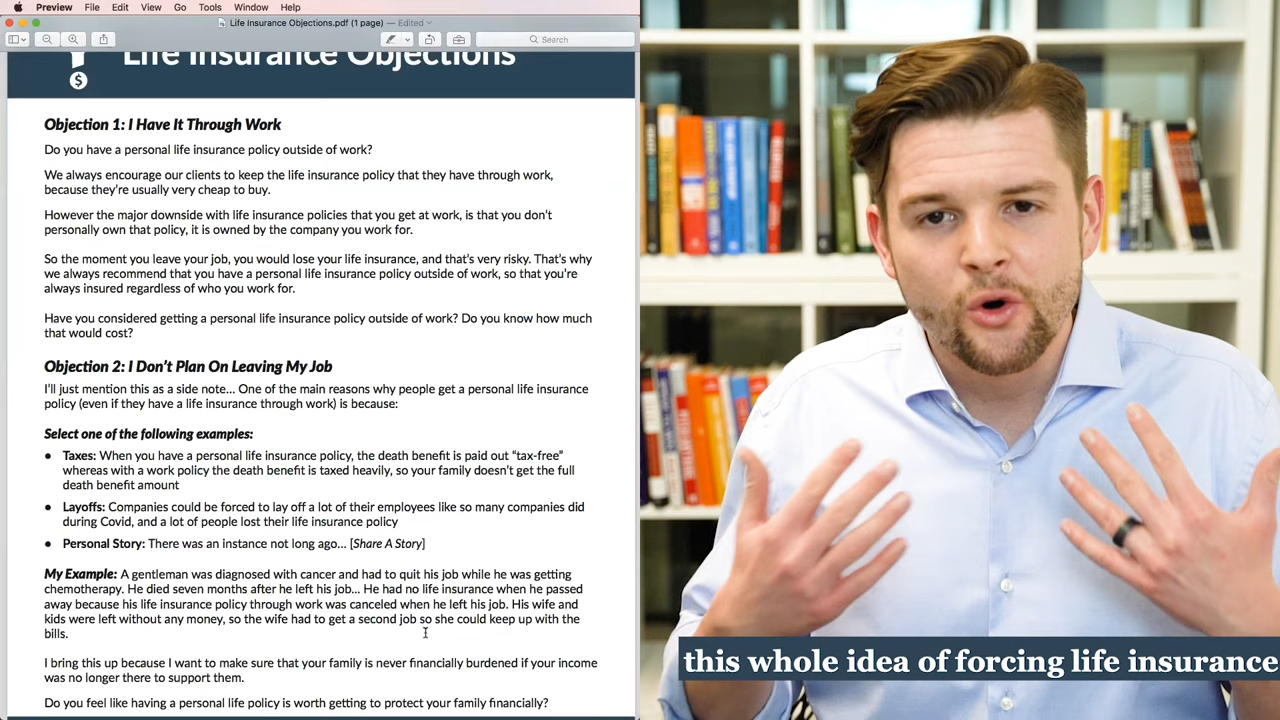 Preview File Edit View Go Tools Window Help
Life Insurance Objections.pdf (1 page) — Edited
Search
Life Insurance Objections
$
Objection 1: I Have It Through Work
Do you have a personal life insurance policy outside of work?
We always encourage our clients to keep the life insurance policy that they have through work,
because they're usually very cheap to buy.
However the major downside with life insurance policies that you get at work, is that you don't
personally own that policy, it is owned by the company you work for.
So the moment you leave your job, you would lose your life insurance, and that's very risky. That's why
we always recommend that you have a personal life insurance policy outside of work, so that you're
always insured regardless of who you work for.
Have you considered getting a personal life insurance policy outside of work? Do you know how much
that would cost?
Objection 2: I Don't Plan On Leaving My Job
I'll just mention this as a side note... One of the main reasons why people get a personal life insurance
policy (even if they have a life insurance through work) is because:
Select one of the following examples:
● Taxes: When you have a personal life insurance policy, the death benefit is paid out “tax-free”
whereas with a work policy the death benefit is taxed heavily, so your family doesn't get the full
death benefit amount
● Layoffs: Companies could be forced to lay off a lot of their employees like so many companies did
during Covid, and a lot of people lost their life insurance policy
● Personal Story: There was an instance not long ago... [Share A Story]
My Example: A gentleman was diagnosed with cancer and had to quit his job while he was getting
chemotherapy. He died seven months after he left his job... He had no life insurance when he passed
away because his life insurance policy through work was canceled when he left his job. His wife and
kids were left without any money, so the wife had to get a second job so she could keep up with the
bills.
I bring this up because I want to make sure that your family is never financially burdened if your income
was no longer there to support them.
Do you feel like having a personal life policy is worth getting to protect your family financially?
this whole idea of forcing life insurance